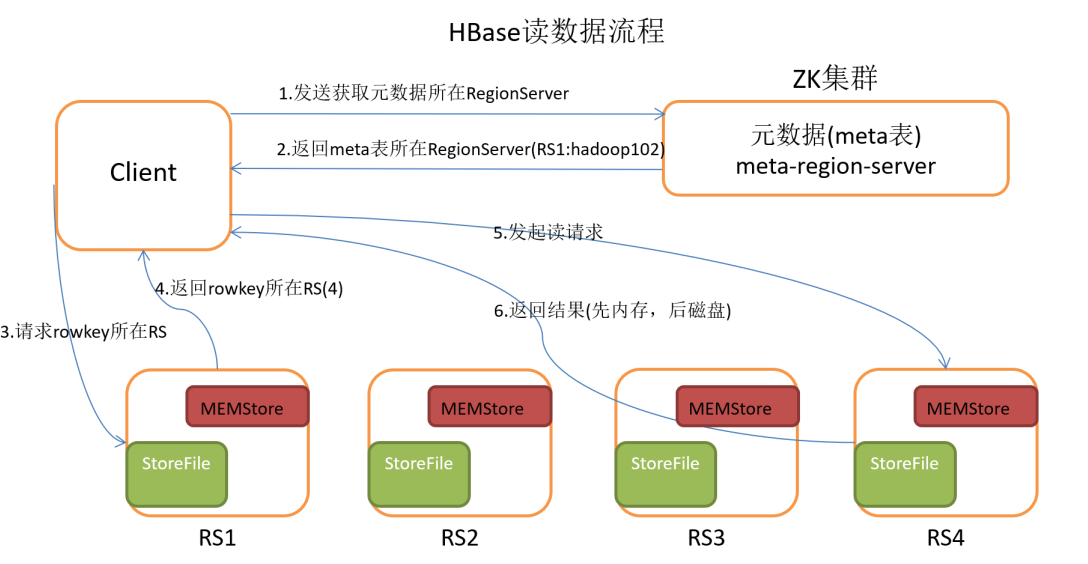 HBase读数据流程
ZK集群
1.发送获取元数据所在RegionServer
元数据(meta表)
meta-region-server
2.返回meta表所在RegionServer(RS1:hadoop102)
Client
5.发起读请求
4.返回rowkey所在RS(4)
6.返回结果(先内存，后磁盘)
3.请求rowkey所在RS
MEMStore
MEMStore
MEMStore
MEMStore
StoreFile
StoreFile
StoreFile
StoreFile
RS1
RS2
RS3
RS4